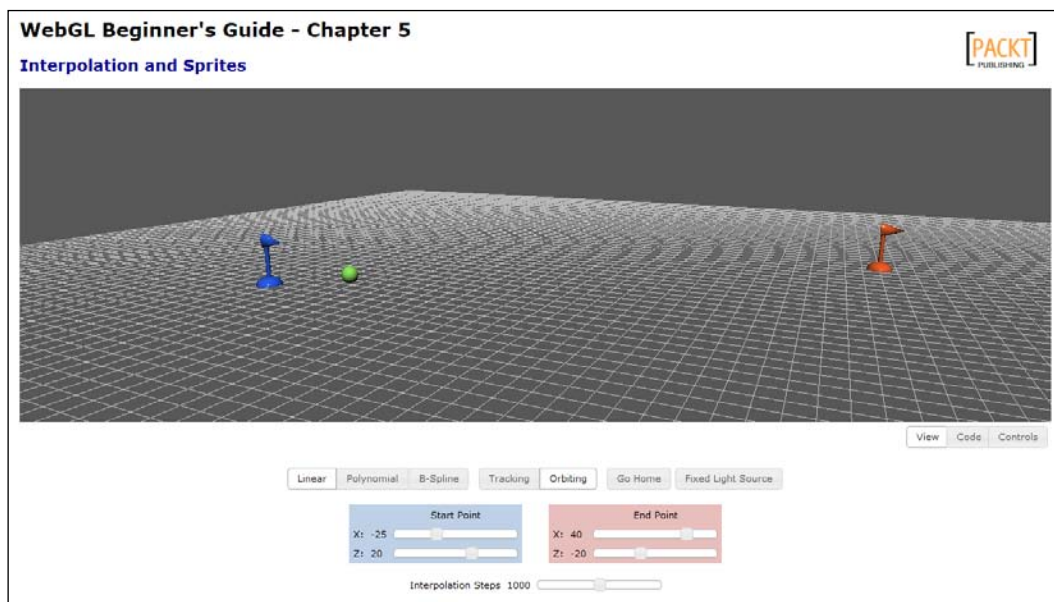 WebGL Beginner's Guide - Chapter 5
PACKT
PUBLISHING
Interpolation and Sprites
View Code Controls
Linear Polynomial B-Spline Tracking Orbiting Go Home Fixed Light Source
Start Point
X: -25
Z: 20
End Point
X: 40
Z: -20
Interpolation Steps 1000